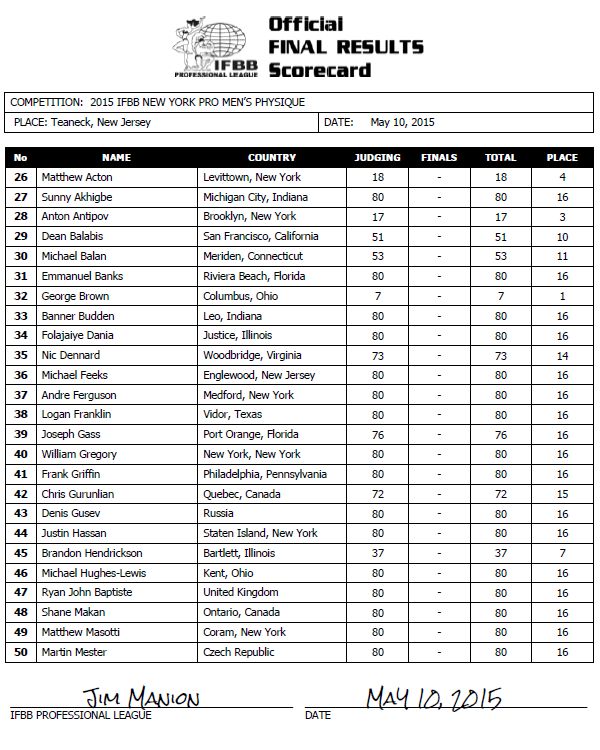 Official
FINAL RESULTS
Scorecard
IFBB
PROFESSIONAL LEAGUE
COMPETITION: 2015 IFBB NEW YORK PRO MEN'S PHYSIQUE
PLACE: Teaneck, New Jersey DATE: May 10, 2015
No NAME COUNTRY JUDGING FINALS TOTAL PLACE
26 Matthew Acton Levittown, New York 18 - 18 4
27 Sunny Akhigbe Michigan City, Indiana 80 - 80 16
28 Anton Antipov Brooklyn, New York 17 - 17 3
29 Dean Balabis San Francisco, California 51 - 51 10
30 Michael Balan Meriden, Connecticut 53 - 53 11
31 Emmanuel Banks Riviera Beach, Florida 80 - 80 16
32 George Brown Columbus, Ohio 7 - 7 1
33 Banner Budden Leo, Indiana 80 - 80 16
34 Folajaiye Dania Justice, Illinois 80 - 80 16
35 Nic Dennard Woodbridge, Virginia 73 - 73 14
36 Michael Feeks Englewood, New Jersey 80 - 80 16
37 Andre Ferguson Medford, New York 80 - 80 16
38 Logan Franklin Vidor, Texas 80 - 80 16
39 Joseph Gass Port Orange, Florida 76 - 76 16
40 William Gregory New York, New York 80 - 80 16
41 Frank Griffin Philadelphia, Pennsylvania 80 - 80 16
42 Chris Gurunlian Quebec, Canada 72 - 72 15
43 Denis Gusev Russia 80 - 80 16
44 Justin Hassan Staten Island, New York 80 - 80 16
45 Brandon Hendrickson Bartlett, Illinois 37 - 37 7
46 Michael Hughes-Lewis Kent, Ohio 80 - 80 16
47 Ryan John Baptiste United Kingdom 80 - 80 16
48 Shane Makan Ontario, Canada 80 - 80 16
49 Matthew Masotti Coram, New York 80 - 80 16
50 Martin Mester Czech Republic 80 - 80 16
JIM MANION MAY 10, 2015
IFBB PROFESSIONAL LEAGUE DATE